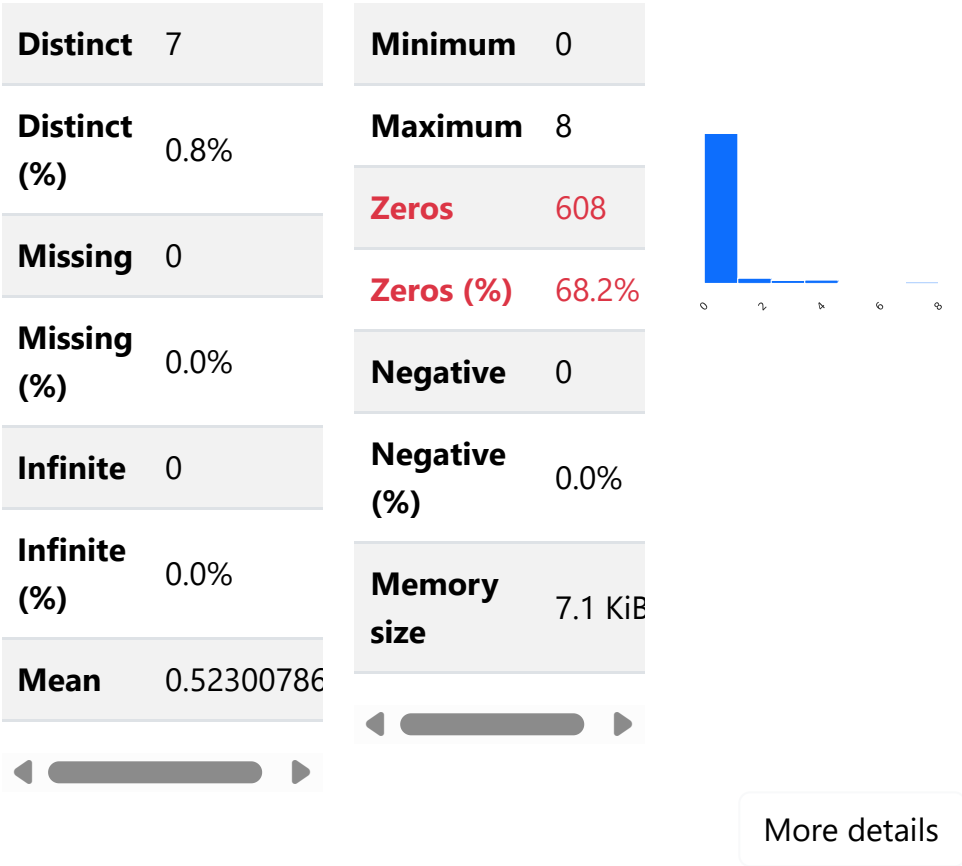 Distinct 7
Distinct
(%) 0.8%
Missing 0
Missing
(%) 0.0%
Infinite 0
Infinite
(%) 0.0%
Mean 0.52300786
Minimum 0
Maximum 8
Zeros 608
Zeros (%) 68.2%
Negative 0
Negative
(%) 0.0%
Memory
size 7.1 KiB
0 2 4 6 8
More details